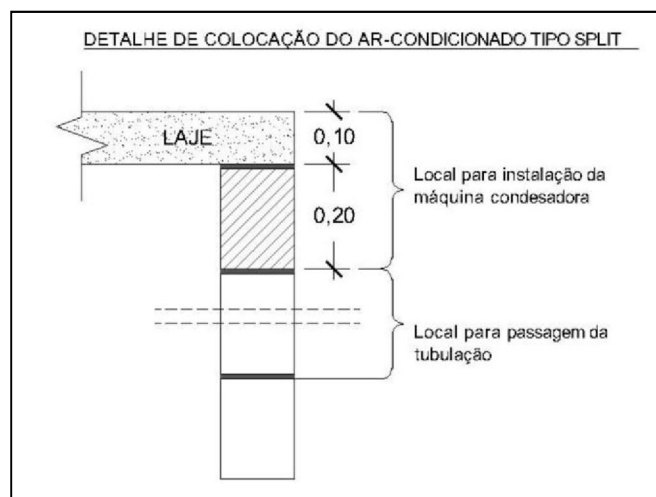 DETALHE DE COLOCAÇÃO DO AR-CONDICIONADO TIPO SPLIT
LAJE
0,10
0,20
Local para instalação da
máquina condesadora
Local para passagem da
tubulação